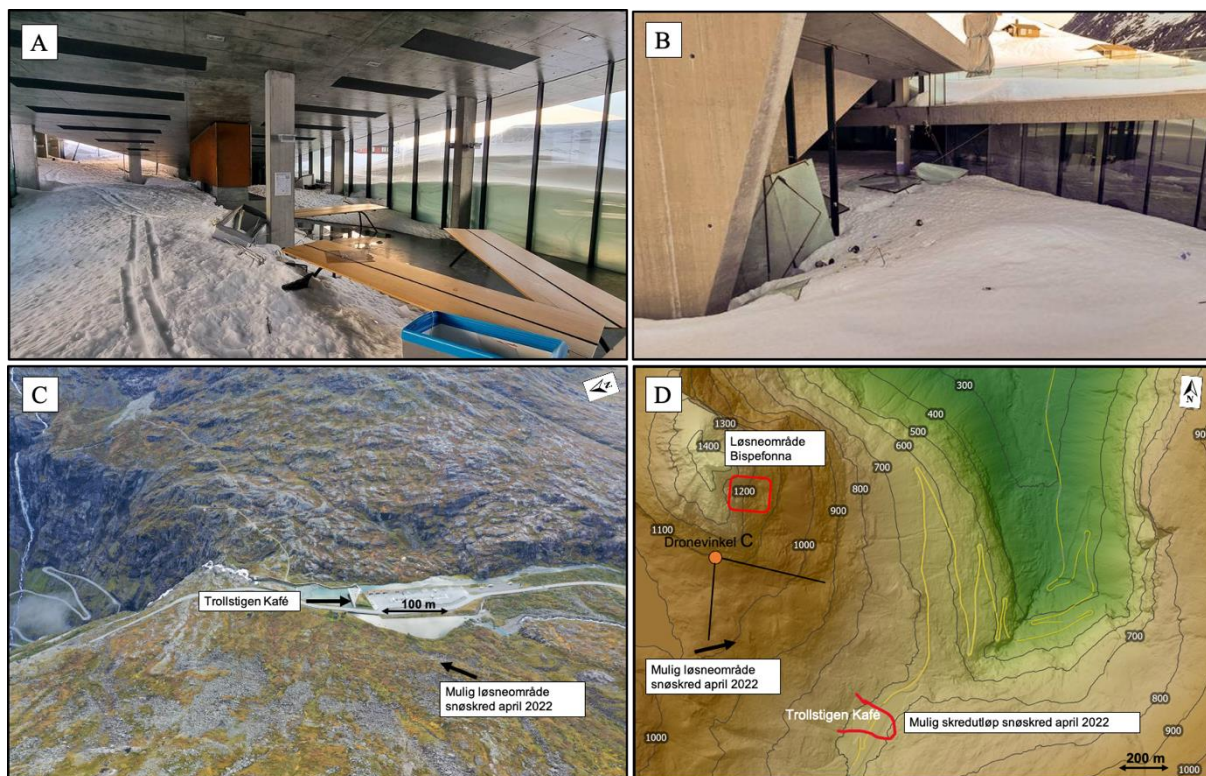 A
B
C
Z
Trollstigen Kafé
100 m
Mulig løsneområde
snøskred april 2022
D
N
300
400
500
600
700
900
1300
1400
Løsneområde
Bispefonna
1200
800
900
1100
Dronevinkel C
1000
700
Mulig løsneområde
snøskred april 2022
Trollstigen Kafé
Mulig skredutløp snøskred april 2022
800
900
1000
200 m
1000